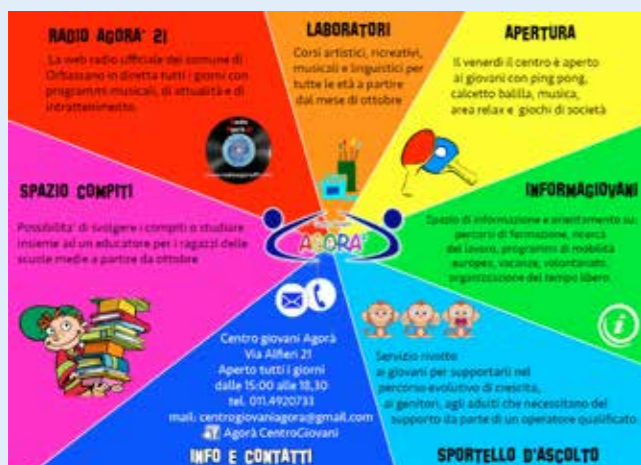 RADIO AGORA' 21
La web radio ufficiale del comune di
Orbassano in diretta tutti i giorni con
programmi musicali, di attualità e di
intrattenimento.
LABORATORI
Corsi artistici, ricreativi,
musicali e linguistici per
tutte le età a partire
dal mese di ottobre
APERTURA
Il venerdì il centro è aperto
ai giovani con ping pong,
calcetto balilla, musica,
area relax e giochi di società
SPAZIO COMPITI
Possibilita' di svolgere i compiti o studiare
insieme ad un educatore per i ragazzi delle
scuole medie a partire da ottobre
INFORMAGIOVANI
Spazio di informazione e orientamento su:
percorsi di formazione, ricerca
del lavoro, programmi di mobilità
europea, vacanze, volontariato,
organizzazione del tempo libero.
AGORA'
Centro giovani Agorà
Via Alfieri 21
Aperto tutti i giorni
dalle 15:00 alle 18,30
tel. 011.4920733
mail: centrogiovaniagora@gmail.com
Agorà CentroGiovani
INFO E CONTATTI
Servizio rivolto
ai giovani per supportarli nel
percorso evolutivo di crescita,
ai genitori, agli adulti che necessitano del
supporto da parte di un operatore qualificato
SPORTELLO D'ASCOLTO